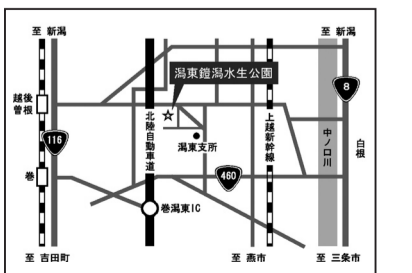 至 新潟
至 新潟
潟東鎧潟水生公園
8
越後
曽根
北陸自動車道
☆
上越新幹線
中ノ口川
白根
116
潟東支所
巻
460
巻潟東IC
至 吉田町
至 燕市
至 三条市